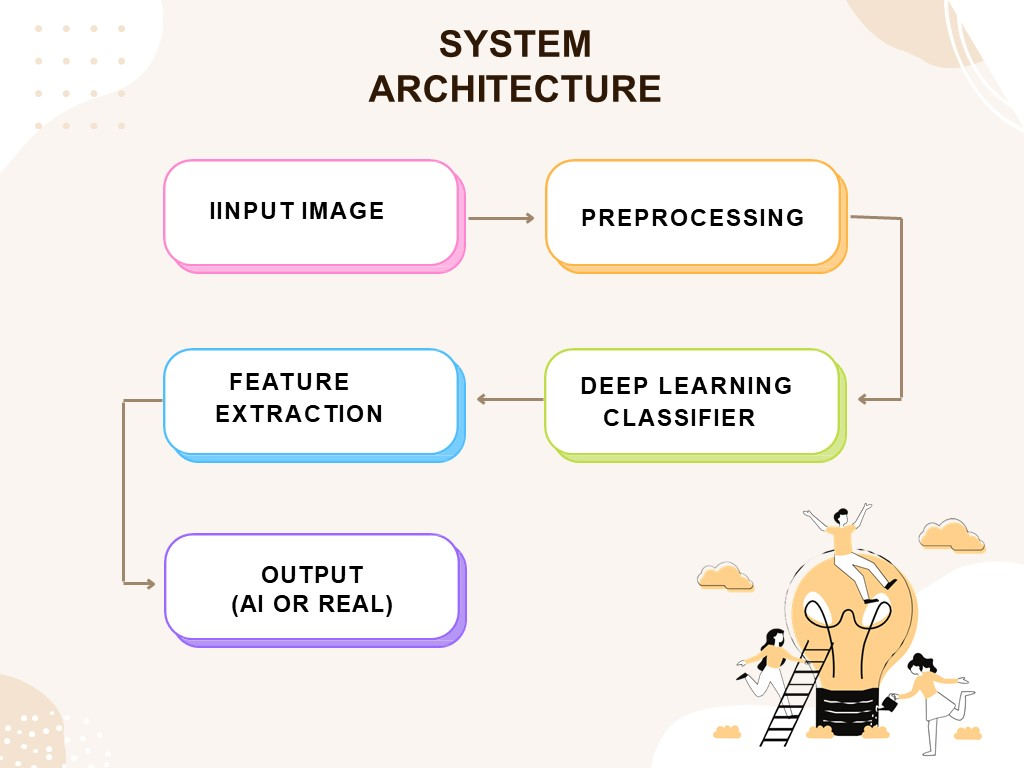 SYSTEM
ARCHITECTURE
IINPUT IMAGE
PREPROCESSING
DEEP LEARNING
CLASSIFIER
FEATURE
EXTRACTION
OUTPUT
(AI OR REAL)